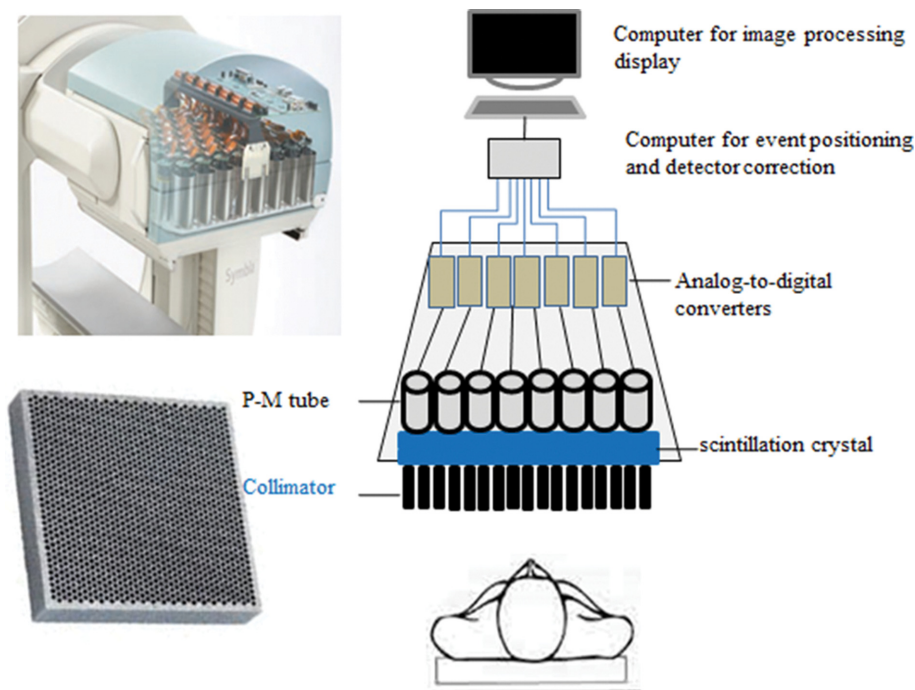 Computer for image processing
display
Computer for event positioning
and detector correction
Symbia
Analog-to-digital
converters
P-M tube
scintillation crystal
Collimator